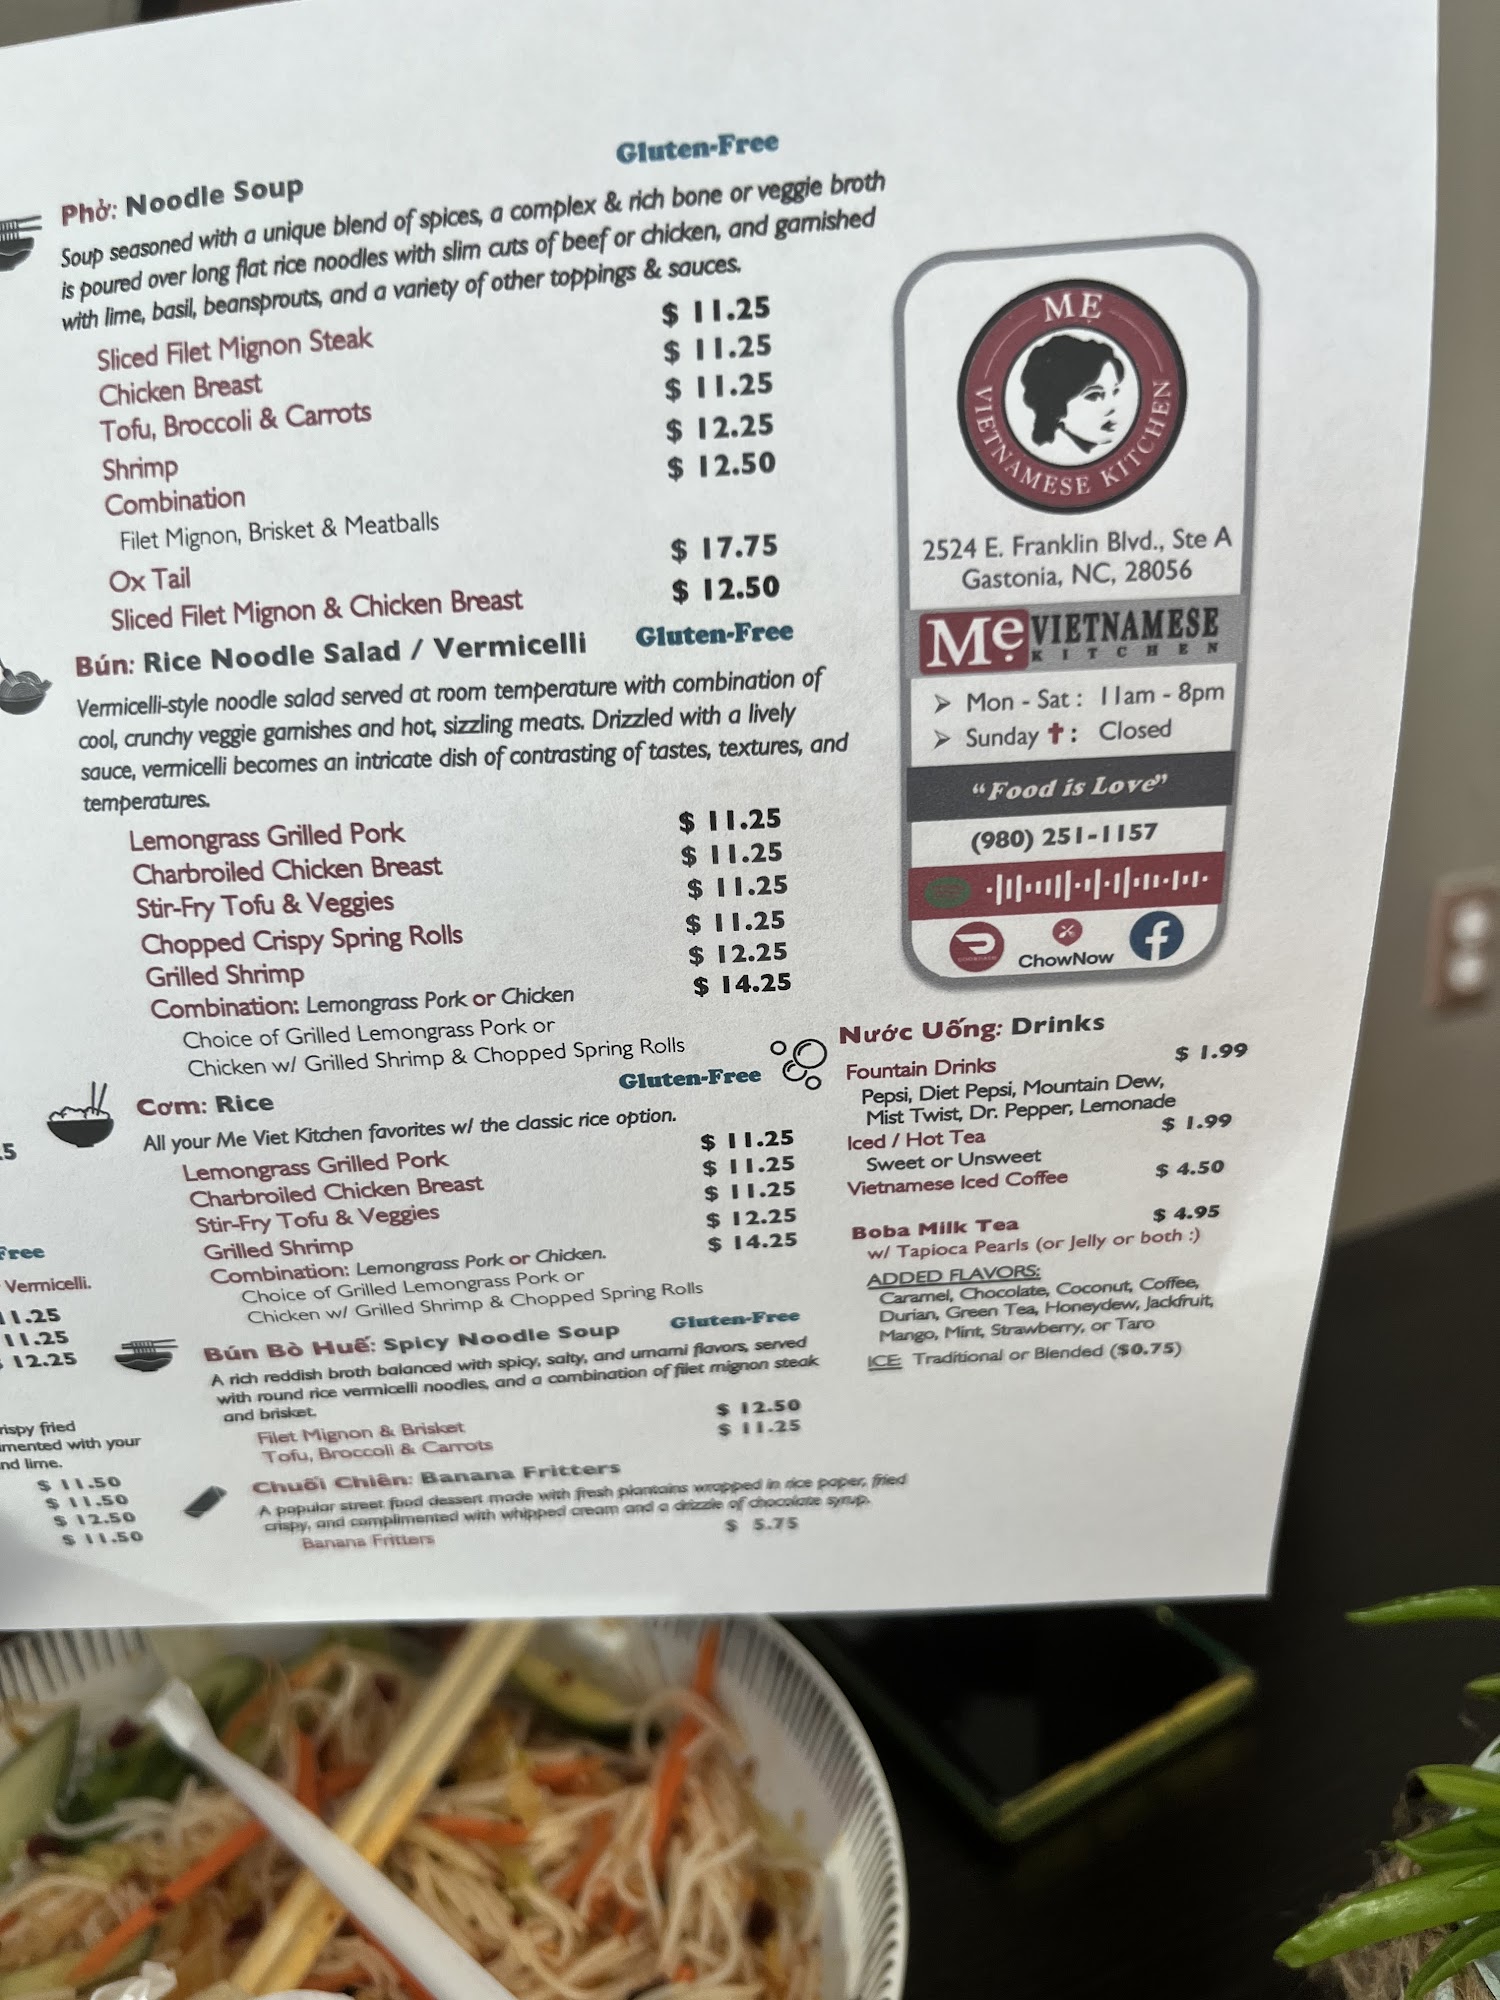 Gluten-Free
Phở: Noodle Soup
Soup seasoned with a unique blend of spices, a complex & rich bone or veggie broth
is poured over long flat rice noodles with slim cuts of beef or chicken, and garnished
with lime, basil, beansprouts, and a variety of other toppings & sauces.
Sliced Filet Mignon Steak $ 11.25
Chicken Breast $ 11.25
Tofu, Broccoli & Carrots $ 11.25
Shrimp $ 12.25
Combination $ 12.50
Filet Mignon, Brisket & Meatballs
Ox Tail $ 17.75
Sliced Filet Mignon & Chicken Breast $ 12.50
Bún: Rice Noodle Salad / Vermicelli Gluten-Free
Vermicelli-style noodle salad served at room temperature with combination of
cool, crunchy veggie garnishes and hot, sizzling meats. Drizzled with a lively
sauce, vermicelli becomes an intricate dish of contrasting of tastes, textures, and
temperatures.
Lemongrass Grilled Pork $ 11.25
Charbroiled Chicken Breast $ 11.25
Stir-Fry Tofu & Veggies $ 11.25
Chopped Crispy Spring Rolls $ 11.25
Grilled Shrimp $ 12.25
Combination: Lemongrass Pork or Chicken $ 14.25
Choice of Grilled Lemongrass Pork or
Chicken w/ Grilled Shrimp & Chopped Spring Rolls
Cơm: Rice Gluten-Free
All your Me Viet Kitchen favorites w/ the classic rice option.
Lemongrass Grilled Pork $ 11.25
Charbroiled Chicken Breast $ 11.25
Stir-Fry Tofu & Veggies $ 11.25
Grilled Shrimp $ 12.25
Combination: Lemongrass Pork or Chicken. $ 14.25
Choice of Grilled Lemongrass Pork or
Chicken w/ Grilled Shrimp & Chopped Spring Rolls
Bún Bò Huế: Spicy Noodle Soup Gluten-Free
A rich reddish broth balanced with spicy, salty, and umami flavors, served
with round rice vermicelli noodles, and a combination of filet mignon steak
and brisket.
Filet Mignon & Brisket $ 12.50
Tofu, Broccoli & Carrots $ 11.25
Chuối Chiên: Banana Fritters
A popular street food dessert made with fresh plantains wrapped in rice paper, fried
crispy, and complimented with whipped cream and a drizzle of chocolate syrup.
Banana Fritters $ 5.75
MẸ
VIETNAMESE KITCHEN
2524 E. Franklin Blvd., Ste A
Gastonia, NC, 28056
Mẹ VIETNAMESE
KITCHEN
➢ Mon - Sat : 11am - 8pm
➢ Sunday ✝ : Closed
"Food is Love"
(980) 251-1157
ChowNow
Nước Uống: Drinks
Fountain Drinks $ 1.99
Pepsi, Diet Pepsi, Mountain Dew,
Mist Twist, Dr. Pepper, Lemonade
Iced / Hot Tea $ 1.99
Sweet or Unsweet
Vietnamese Iced Coffee $ 4.50
Boba Milk Tea $ 4.95
w/ Tapioca Pearls (or Jelly or both :)
ADDED FLAVORS:
Caramel, Chocolate, Coconut, Coffee,
Durian, Green Tea, Honeydew, Jackfruit,
Mango, Mint, Strawberry, or Taro
ICE: Traditional or Blended ($0.75)
Free
Vermicelli.
11.25
11.25
$ 12.25
fried
with your
nd lime.
$ 11.50
$ 11.50
$ 12.50
$ 11.50